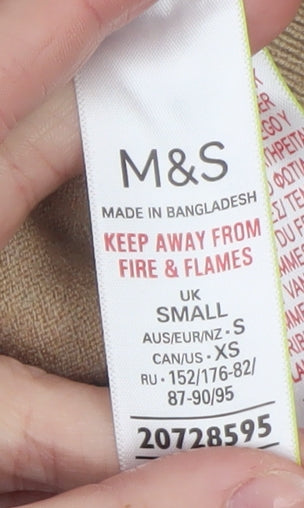 M&S
MADE IN BANGLADESH
KEEP AWAY FROM
FIRE & FLAMES
UK
SMALL
AUS/EUR/NZ • S
CAN/US • XS
RU • 152/176-82/
87-90/95
20728595